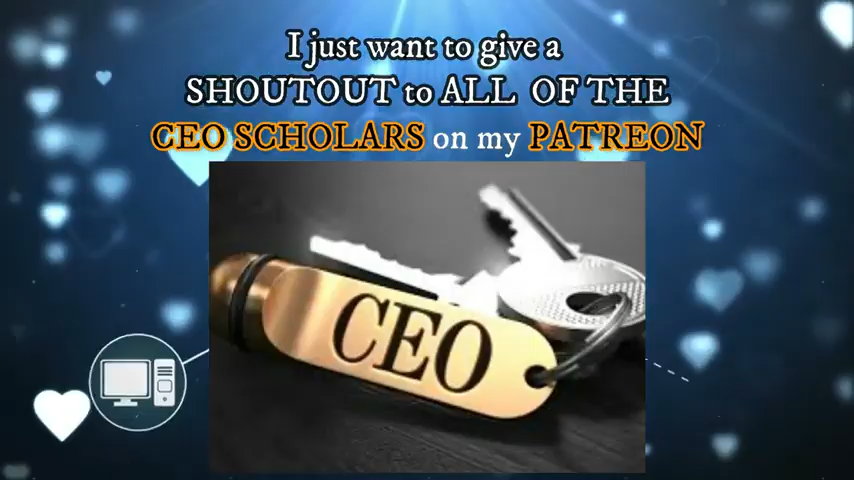 I just want to give a
SHOUTOUT to ALL OF THE
CEO SCHOLARS on my PATREON
CEO